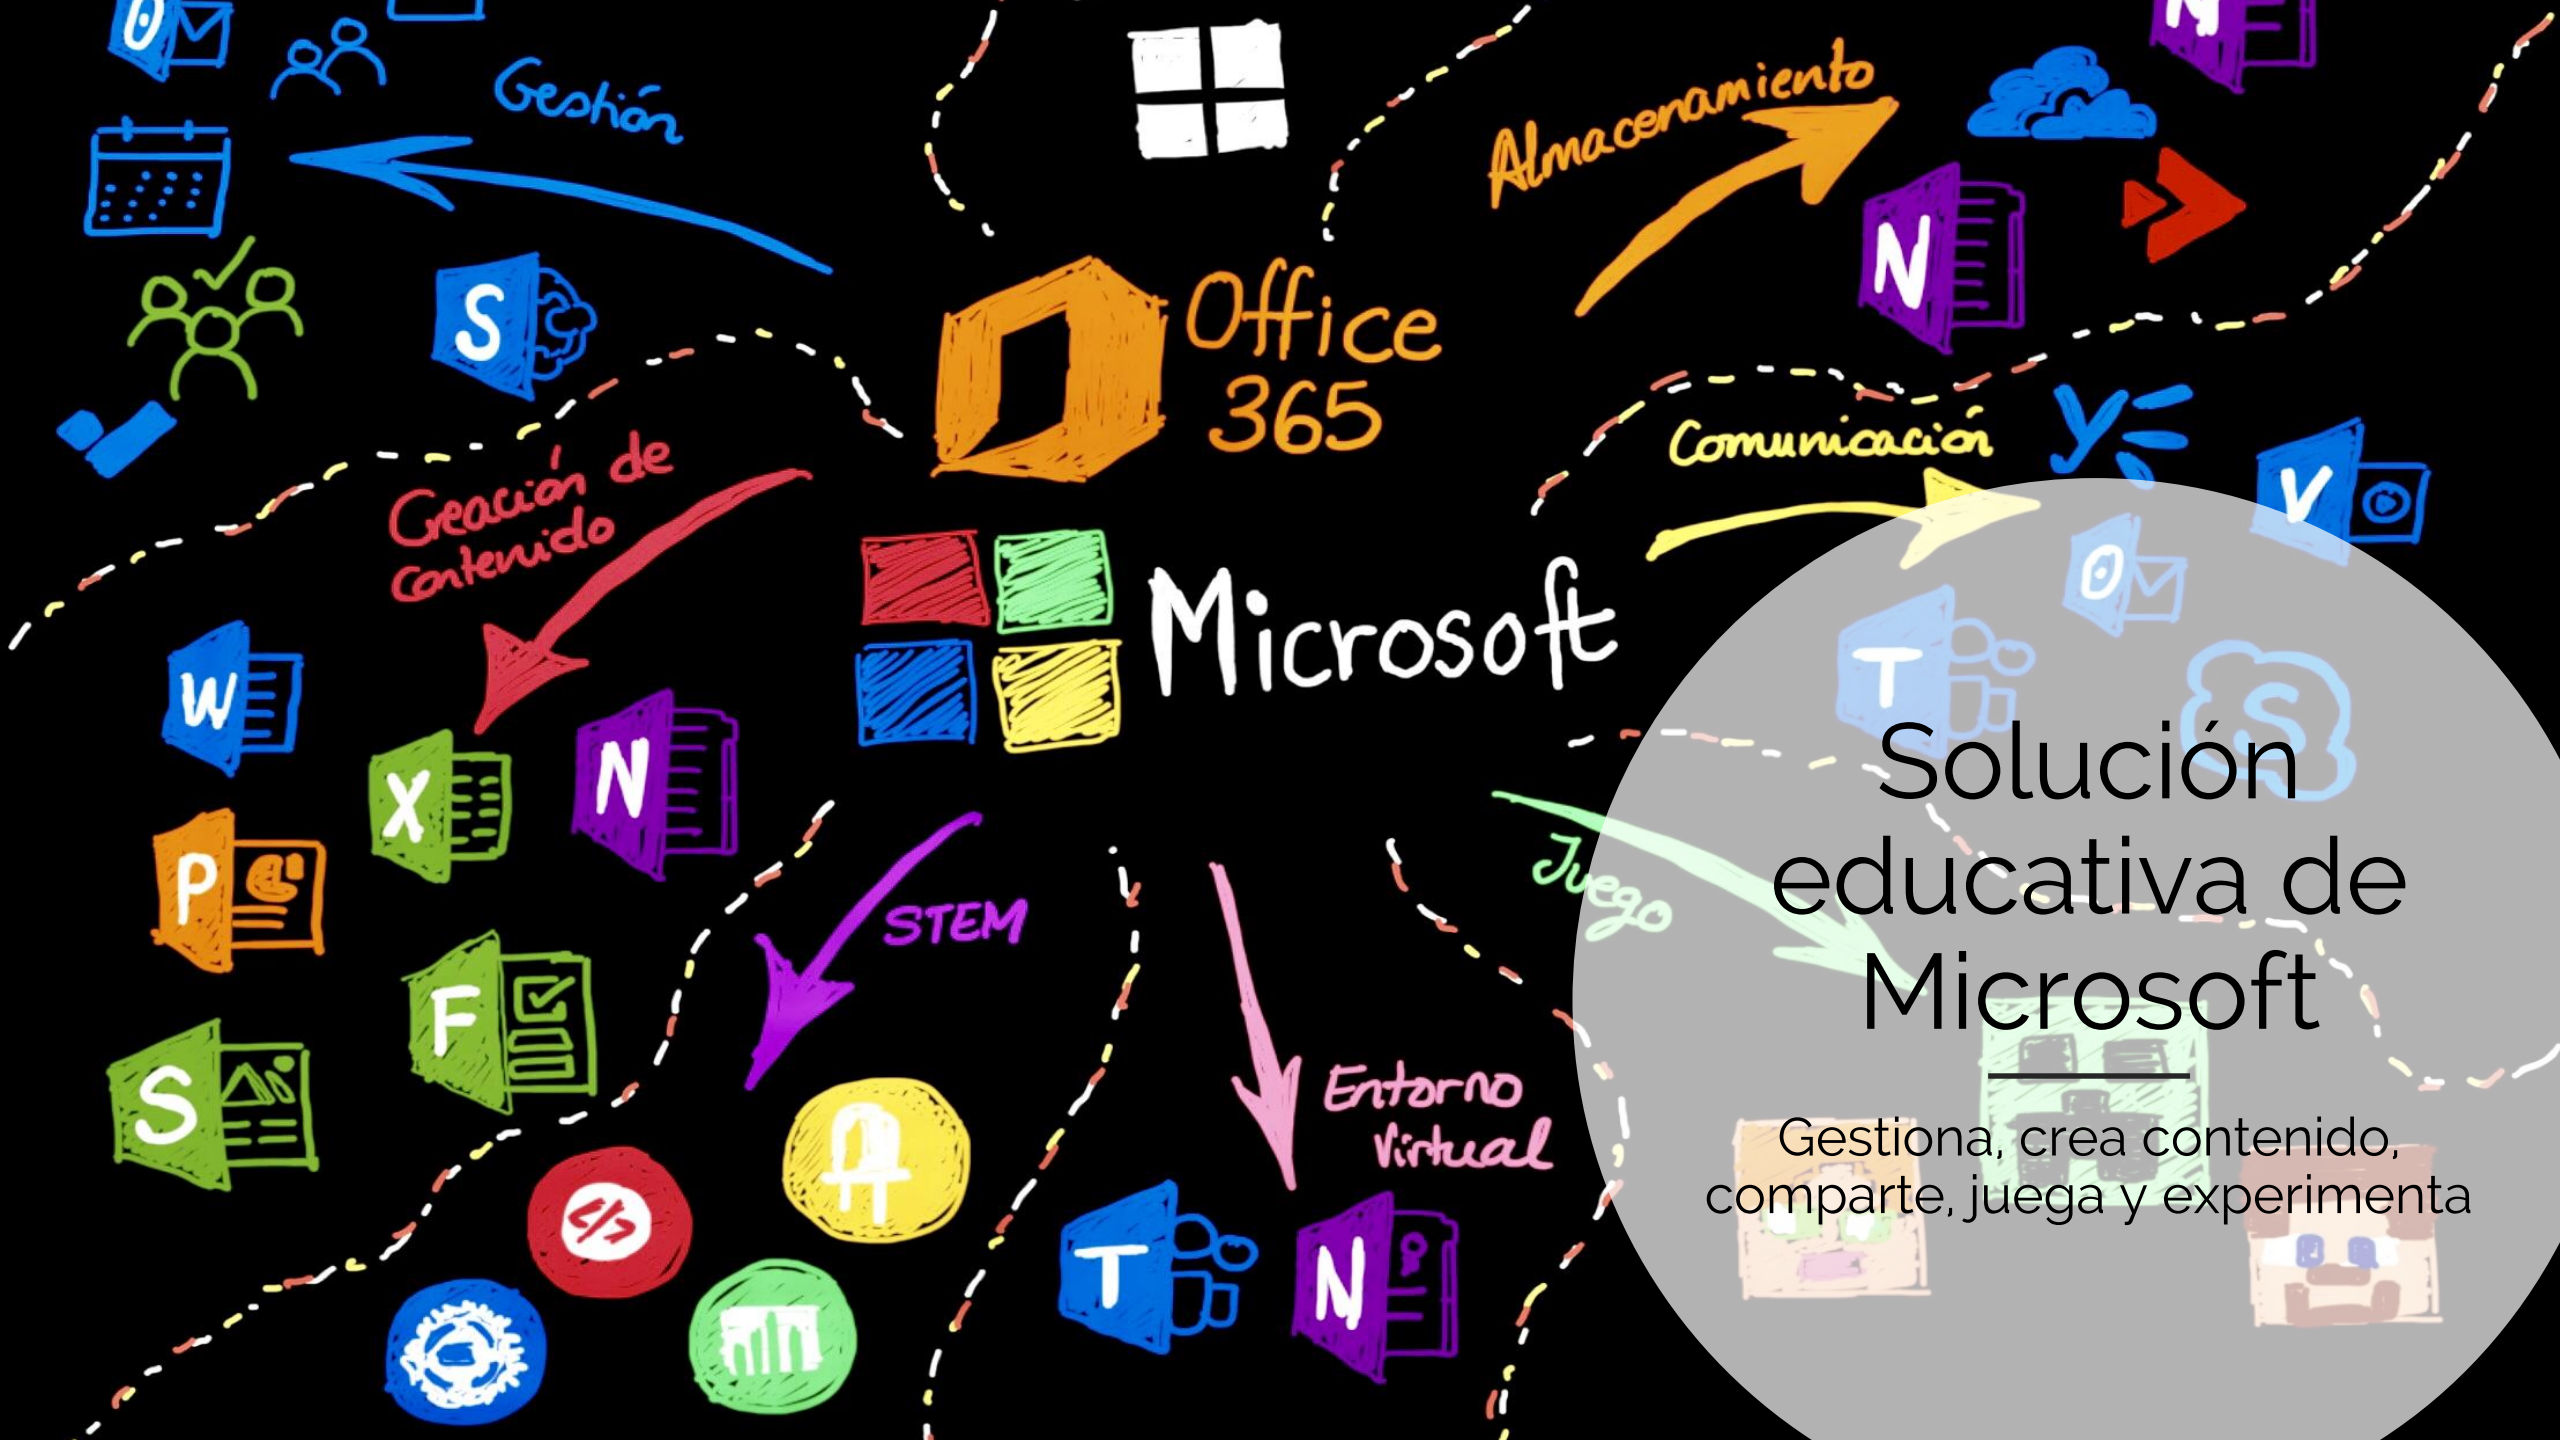 O
N
Gestión
Almacenamiento
N
S
Office
365
Comunicación
y
V
Creación de
contenido
O
Microsoft
T
S
W
X
N
Solución
educativa de
Microsoft
P
Juego
STEM
F
S
Entorno
Virtual
Gestiona, crea contenido,
comparte, juega y experimenta
</>
T
N